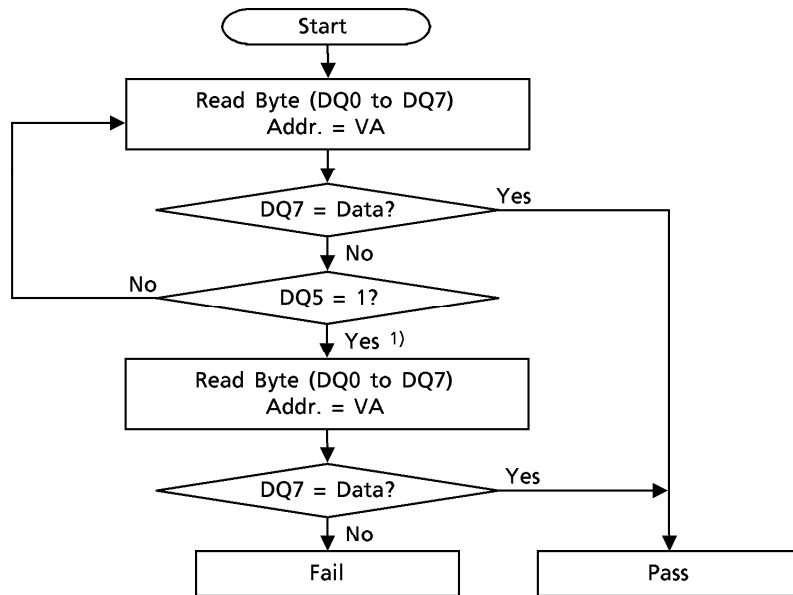 Start
Read Byte (DQ0 to DQ7)
Addr. = VA
DQ7 = Data?
Yes
No
DQ5 = 1?
No
Yes 1)
Read Byte (DQ0 to DQ7)
Addr. = VA
DQ7 = Data?
Yes
No
Fail
Pass